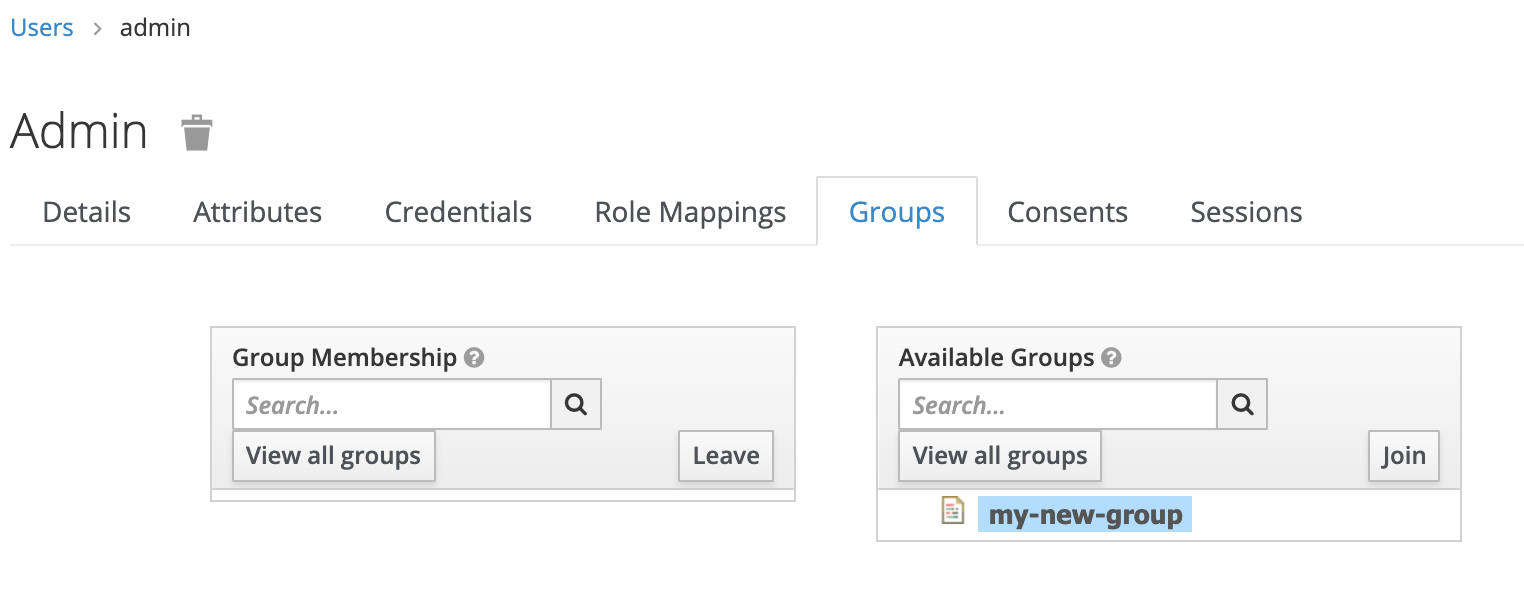 Users > admin
Admin
Details Attributes Credentials Role Mappings Groups Consents Sessions
Group Membership ?
Search...
View all groups Leave
Available Groups ?
Search...
View all groups Join
my-new-group